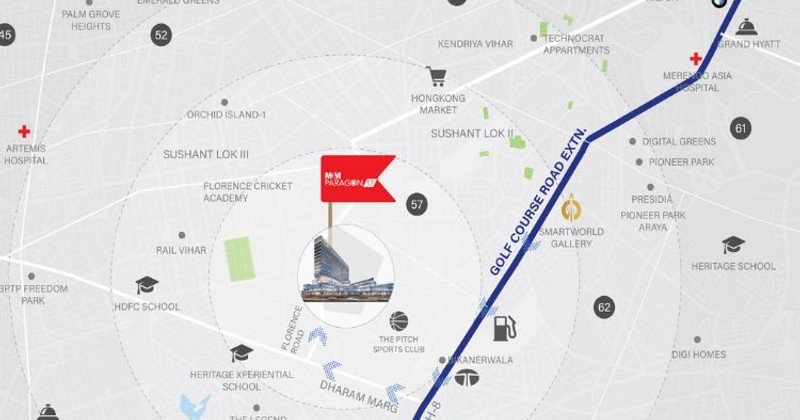 EMERALD GREENS
PALM GROVE
HEIGHTS
45
52
KENDRIYA VIHAR
TECHNOCRAT
APPARTMENTS
GRAND HYATT
MERENGO ASIA
HOSPITAL
HONGKONG
MARKET
ORCHID ISLAND-1
SUSHANT LOK II
61
ARTEMIS
HOSPITAL
SUSHANT LOK III
DIGITAL GREENS
PIONEER PARK
M3M
PARAGON 57
FLORENCE CRICKET
ACADEMY
57
GOLF COURSE ROAD EXTN.
PRESIDIA
PIONEER PARK
ARAYA
SMARTWORLD
GALLERY
RAIL VIHAR
HERITAGE SCHOOL
BPTP FREEDOM
PARK
HDFC SCHOOL
62
FLORENCE
ROAD
THE PITCH
SPORTS CLUB
BIKANERWALA
DIGI HOMES
HERITAGE XPERIENTIAL
SCHOOL
DHARAM MARG
THE LEGEND
H-8